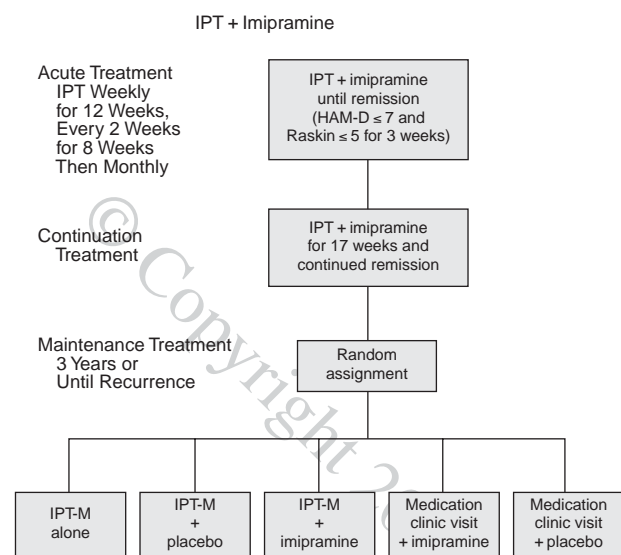 IPT + Imipramine
Acute Treatment
IPT Weekly
for 12 Weeks,
Every 2 Weeks
for 8 Weeks
Then Monthly
IPT + imipramine
until remission
(HAM-D ≤ 7 and
Raskin ≤ 5 for 3 weeks)
Continuation
Treatment
IPT + imipramine
for 17 weeks and
continued remission
Maintenance Treatment
3 Years or
Until Recurrence
Random
assignment
IPT-M
alone
IPT-M
+
placebo
IPT-M
+
imipramine
Medication
clinic visit
+ imipramine
Medication
clinic visit
+ placebo
© Copyright